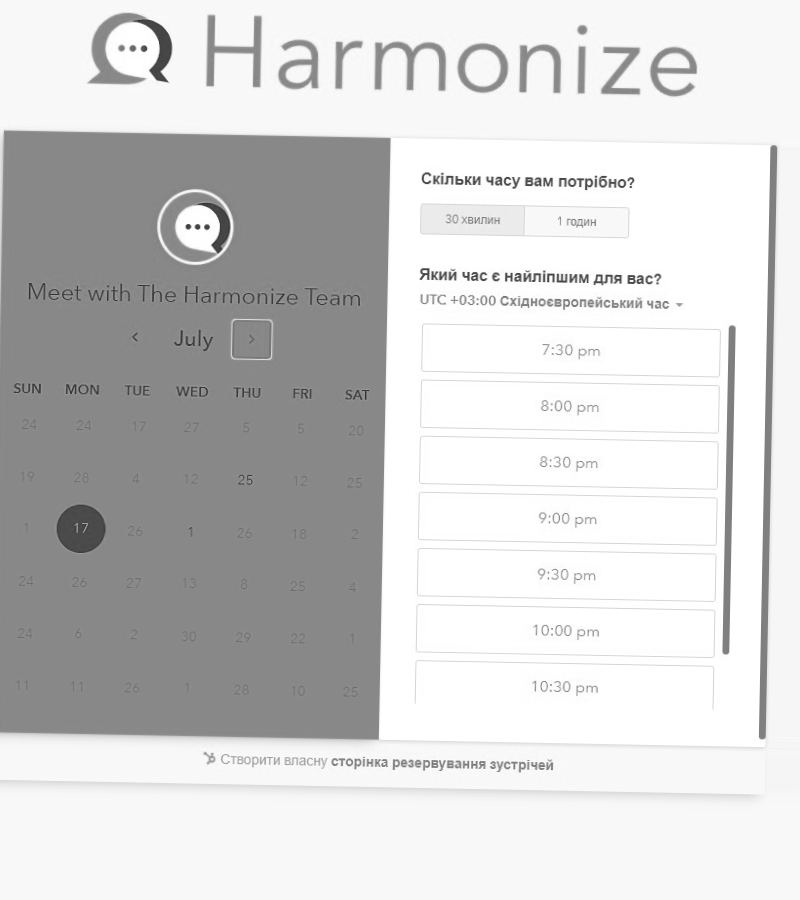 Harmonize
Meet with The Harmonize Team
July
SUN MON TUE WED THU FRI SAT
24 24 17 27 5 5 20
19 28 4 12 25 12 25
1 17 26 1 26 18 2
24 26 27 13 8 25 4
24 6 2 30 29 22 1
11 11 26 1 28 10 25
Скільки часу вам потрібно?
30 хвилин 1 годин
Який час є найліпшим для вас?
UTC +03:00 Східноєвропейський час
7:30 pm
8:00 pm
8:30 pm
9:00 pm
9:30 pm
10:00 pm
10:30 pm
Створити власну сторінка резервування зустрічей